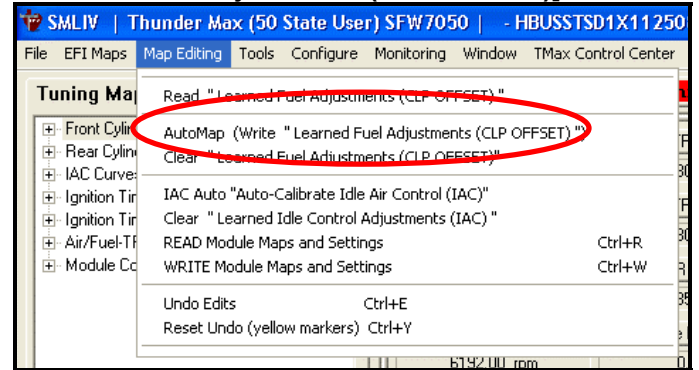 SMLIV | Thunder Max (50 State User) SFW7050 | - HBUSSTSD1X11250
File EFI Maps Map Editing Tools Configure Monitoring Window TMax Control Center
Tuning Ma
Read " Learned Fuel Adjustments (CLP OFFSET) "
Front Cylin
AutoMap (Write " Learned Fuel Adjustments (CLP OFFSET) ")
Rear Cylin
Clear " Learned Fuel Adjustments (CLP OFFSET)"
IAC Curve
Ignition Tir
IAC Auto "Auto-Calibrate Idle Air Control (IAC)"
Ignition Tir
Clear " Learned Idle Control Adjustments (IAC) "
Air/Fuel-TF
READ Module Maps and Settings Ctrl+R
Module Co
WRITE Module Maps and Settings Ctrl+W
Undo Edits Ctrl+E
Reset Undo (yellow markers) Ctrl+Y
6192.00 rpm